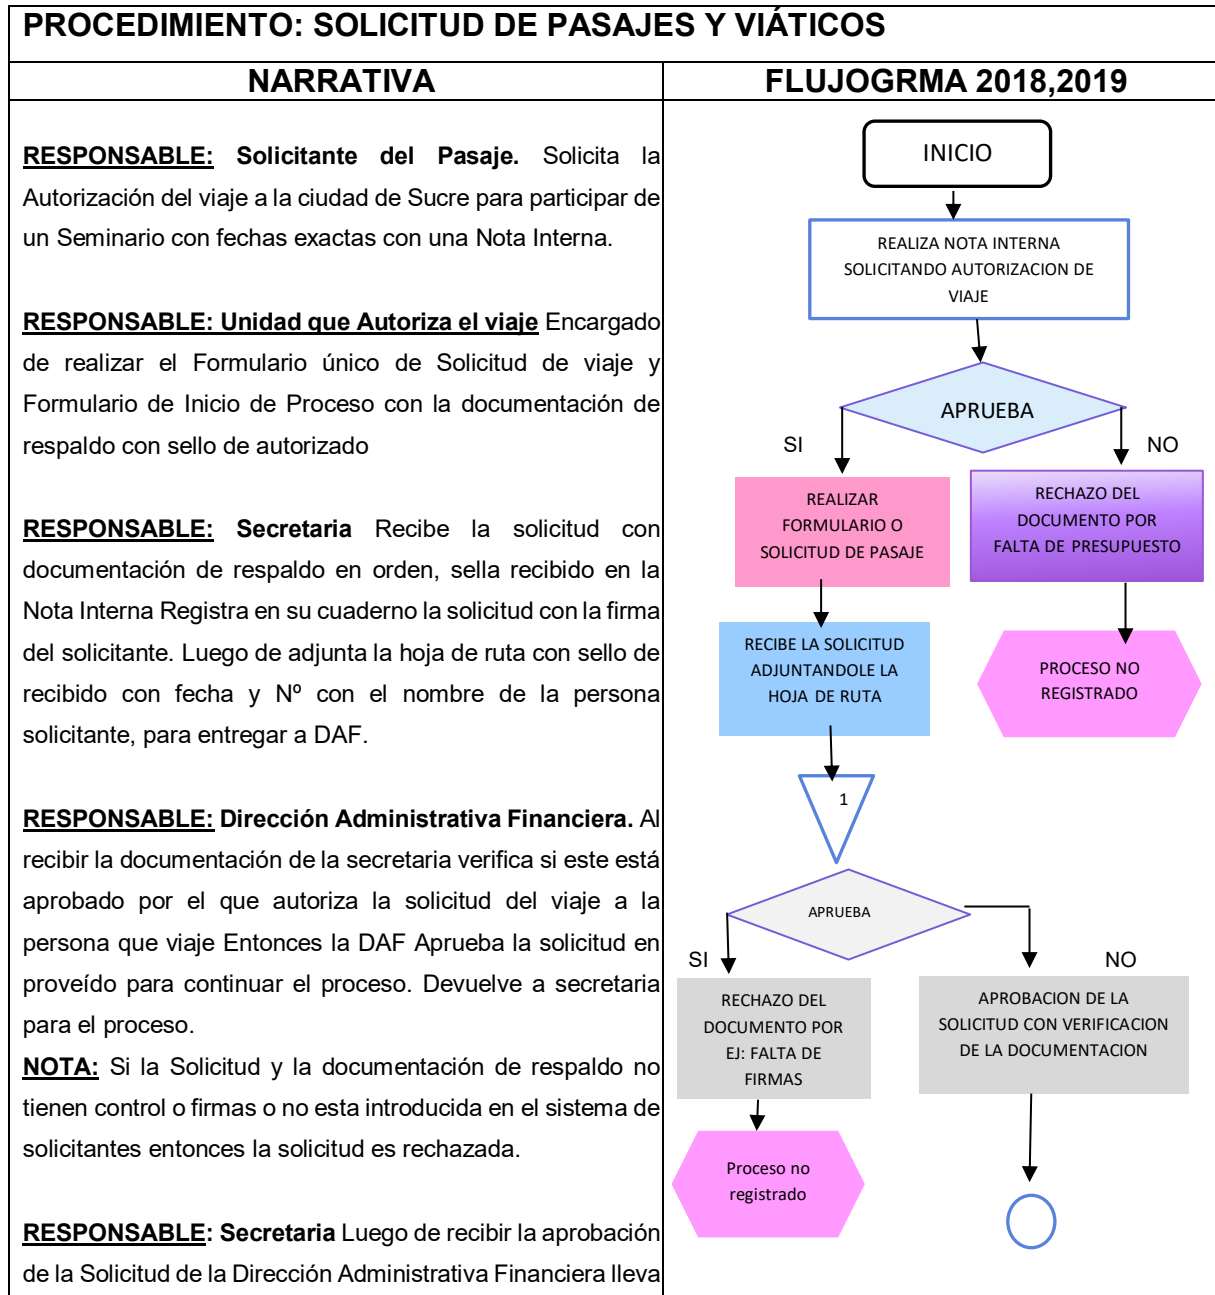 PROCEDIMIENTO: SOLICITUD DE PASAJES Y VIÁTICOS
NARRATIVA
RESPONSABLE: Solicitante del Pasaje. Solicita la
Autorización del viaje a la ciudad de Sucre para participar de
un Seminario con fechas exactas con una Nota Interna.
RESPONSABLE: Unidad que Autoriza el viaje Encargado
de realizar el Formulario único de Solicitud de viaje y
Formulario de Inicio de Proceso con la documentación de
respaldo con sello de autorizado
RESPONSABLE: Secretaria Recibe la solicitud con
documentación de respaldo en orden, sella recibido en la
Nota Interna Registra en su cuaderno la solicitud con la firma
del solicitante. Luego de adjunta la hoja de ruta con sello de
recibido con fecha y Nº con el nombre de la persona
solicitante, para entregar a DAF.
RESPONSABLE: Dirección Administrativa Financiera. Al
recibir la documentación de la secretaria verifica si este está
aprobado por el que autoriza la solicitud del viaje a la
persona que viaje Entonces la DAF Aprueba la solicitud en
proveído para continuar el proceso. Devuelve a secretaria
para el proceso.
NOTA: Si la Solicitud y la documentación de respaldo no
tienen control o firmas o no esta introducida en el sistema de
solicitantes entonces la solicitud es rechazada.
RESPONSABLE: Secretaria Luego de recibir la aprobación
de la Solicitud de la Dirección Administrativa Financiera lleva
FLUJOGRMA 2018,2019
INICIO
REALIZA NOTA INTERNA
SOLICITANDO AUTORIZACION DE
VIAJE
APRUEBA
SI
NO
REALIZAR
FORMULARIO O
SOLICITUD DE PASAJE
RECHAZO DEL
DOCUMENTO POR
FALTA DE PRESUPUESTO
RECIBE LA SOLICITUD
ADJUNTANDOLE LA
HOJA DE RUTA
PROCESO NO
REGISTRADO
1
APRUEBA
SI
NO
RECHAZO DEL
DOCUMENTO POR
EJ: FALTA DE
FIRMAS
APROBACION DE LA
SOLICITUD CON VERIFICACION
DE LA DOCUMENTACION
Proceso no
registrado